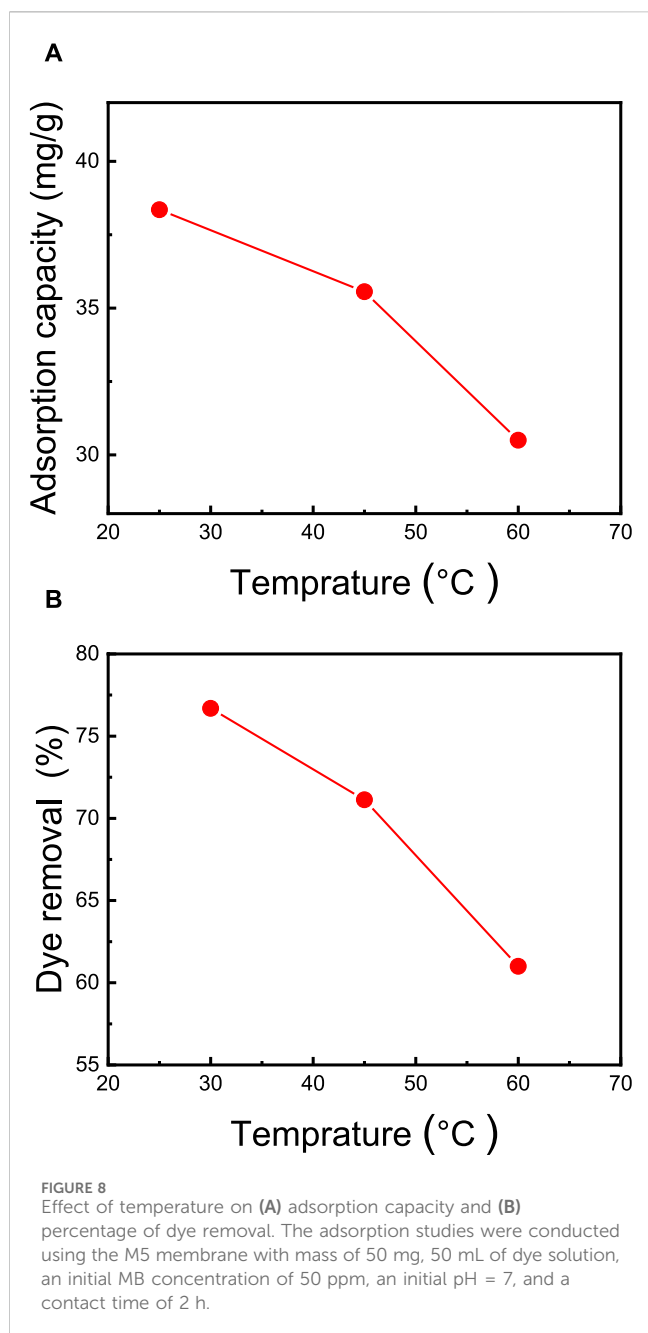 A
Adsorption capacity (mg/g)
40
35
30
20 30 40 50 60 70
Temprature (°C )
B
Dye removal (%)
80
75
70
65
60
55
20 30 40 50 60 70
Temprature (°C )
FIGURE 8
Effect of temperature on (A) adsorption capacity and (B)
percentage of dye removal. The adsorption studies were conducted
using the M5 membrane with mass of 50 mg, 50 mL of dye solution,
an initial MB concentration of 50 ppm, an initial pH = 7, and a
contact time of 2 h.